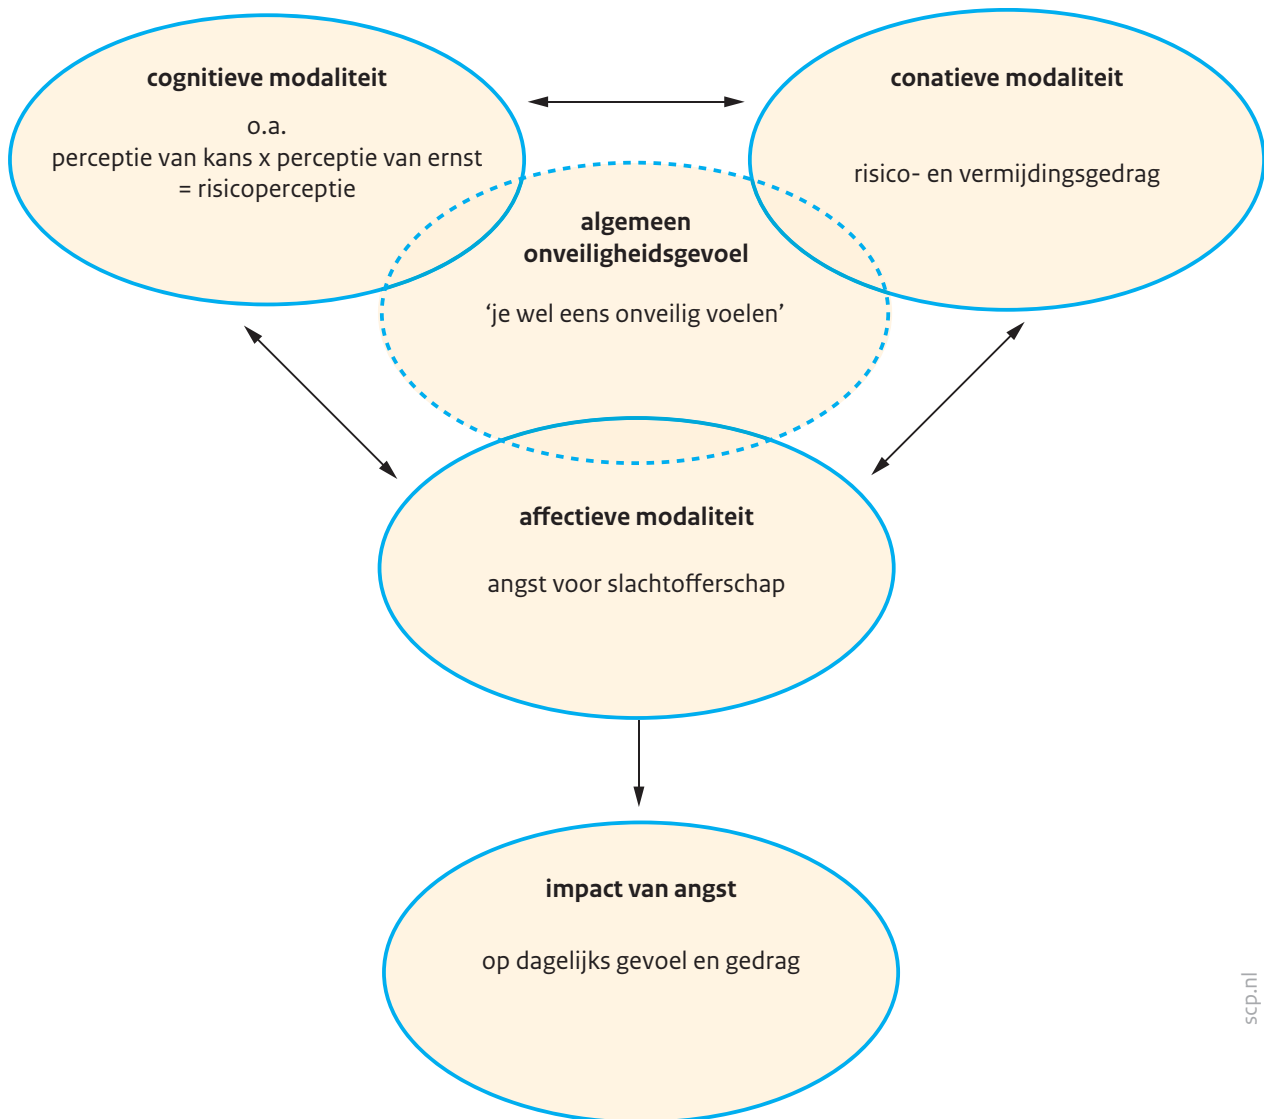 cognitieve modaliteit
o.a.
perceptie van kans x perceptie van ernst
= risicoperceptie
conatieve modaliteit
risico- en vermijdingsgedrag
algemeen
onveiligheidsgevoel
‘je wel eens onveilig voelen’
affectieve modaliteit
angst voor slachtofferschap
impact van angst
op dagelijks gevoel en gedrag
scp.nl